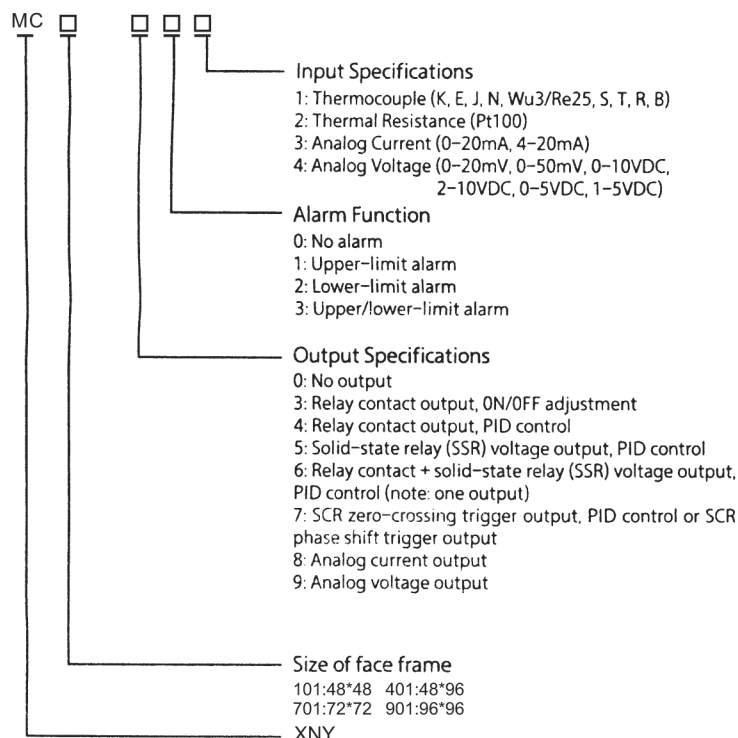 MC □ □ □ □
Input Specifications
1: Thermocouple (K, E, J, N, Wu3/Re25, S, T, R, B)
2: Thermal Resistance (Pt100)
3: Analog Current (0-20mA, 4-20mA)
4: Analog Voltage (0-20mV, 0-50mV, 0-10VDC,
2-10VDC, 0-5VDC, 1-5VDC)
Alarm Function
0: No alarm
1: Upper-limit alarm
2: Lower-limit alarm
3: Upper/lower-limit alarm
Output Specifications
0: No output
3: Relay contact output, ON/OFF adjustment
4: Relay contact output, PID control
5: Solid-state relay (SSR) voltage output, PID control
6: Relay contact + solid-state relay (SSR) voltage output,
PID control (note: one output)
7: SCR zero-crossing trigger output, PID control or SCR
phase shift trigger output
8: Analog current output
9: Analog voltage output
Size of face frame
101:48*48 401:48*96
701:72*72 901:96*96
XNY